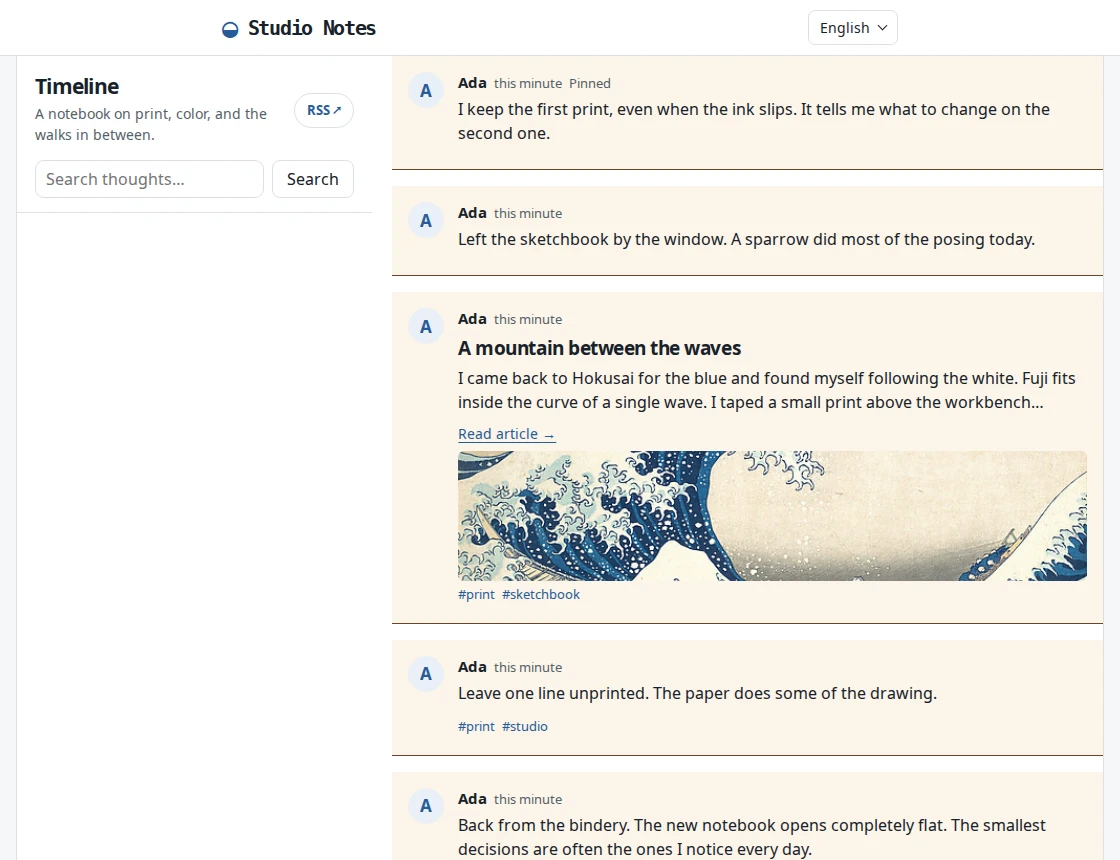 Studio Notes
English
Timeline
A notebook on print, color, and the
walks in between.
RSS↗
Search thoughts...
Search
A
Ada this minute Pinned
I keep the first print, even when the ink slips. It tells me what to change on the
second one.
A
Ada this minute
Left the sketchbook by the window. A sparrow did most of the posing today.
A
Ada this minute
A mountain between the waves
I came back to Hokusai for the blue and found myself following the white. Fuji fits
inside the curve of a single wave. I taped a small print above the workbench...
Read article →
#print #sketchbook
A
Ada this minute
Leave one line unprinted. The paper does some of the drawing.
#print #studio
A
Ada this minute
Back from the bindery. The new notebook opens completely flat. The smallest
decisions are often the ones I notice every day.